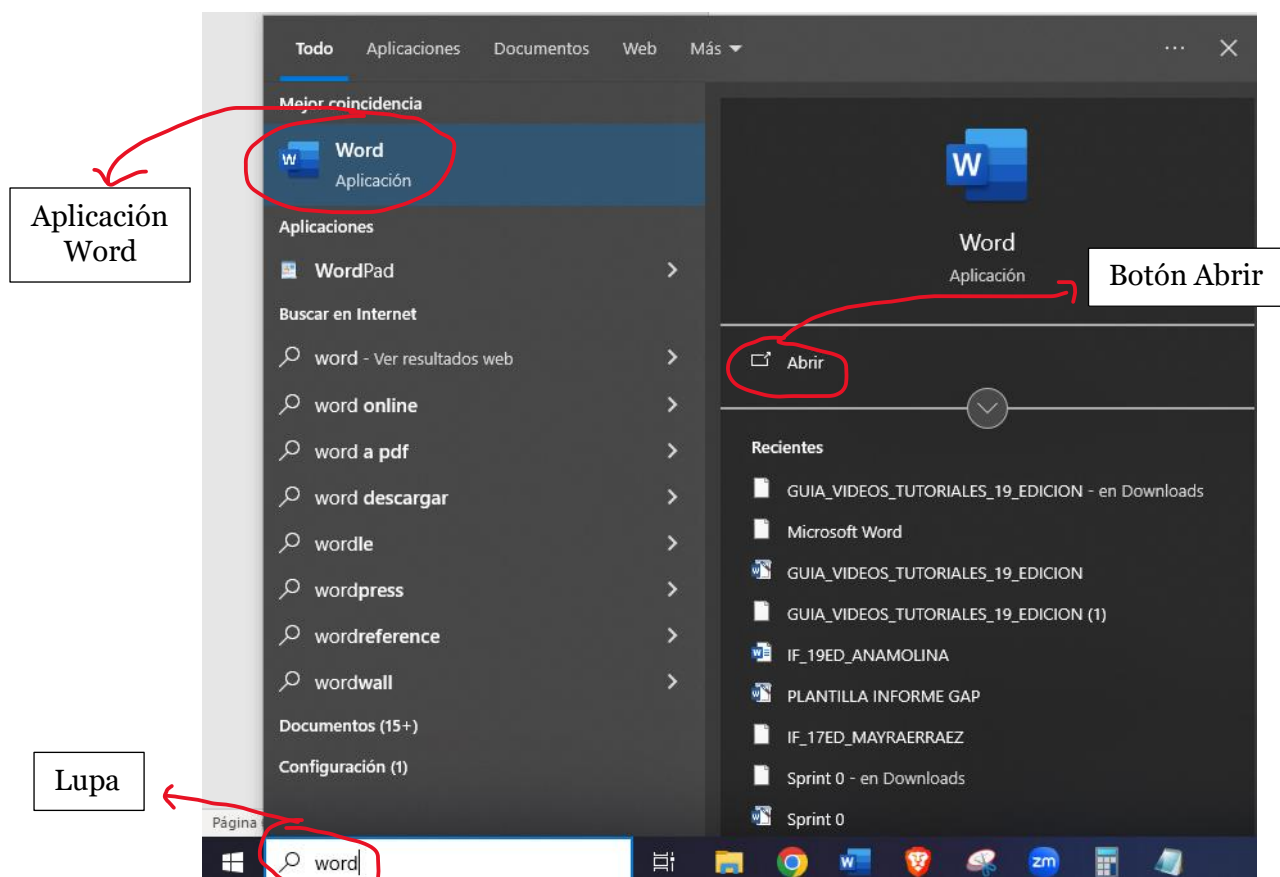 Todo Aplicaciones Documentos Web Más
Mejor coincidencia
Word
Aplicación
Aplicación
Word
Aplicaciones
WordPad
Buscar en Internet
word - Ver resultados web
word online
word a pdf
word descargar
wordle
wordpress
wordreference
wordwall
Documentos (15+)
Configuración (1)
Lupa
Página
word
W
Word
Aplicación
Botón Abrir
Abrir
Recientes
GUIA_VIDEOS_TUTORIALES_19_EDICION - en Downloads
Microsoft Word
GUIA_VIDEOS_TUTORIALES_19_EDICION
GUIA_VIDEOS_TUTORIALES_19_EDICION (1)
IF_19ED_ANAMOLINA
PLANTILLA INFORME GAP
IF_17ED_MAYRAERRAEZ
Sprint 0 - en Downloads
Sprint 0
zm